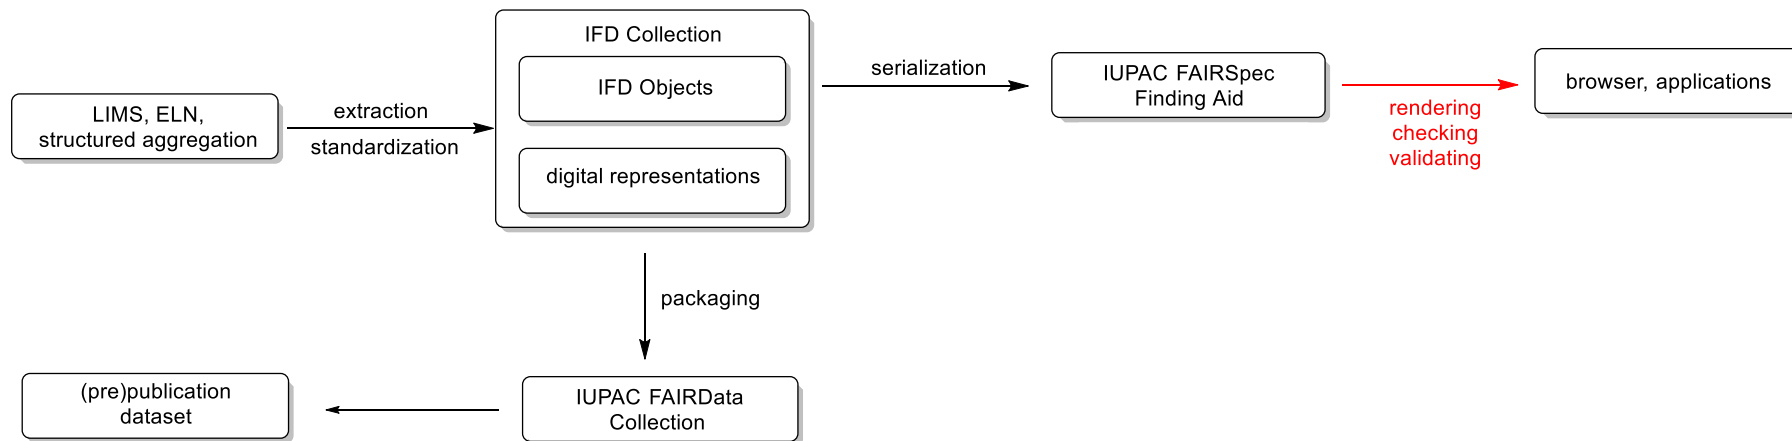 LIMS, ELN,
structured aggregation
extraction
standardization
IFD Collection
IFD Objects
digital representations
serialization
IUPAC FAIRSpec
Finding Aid
rendering
checking
validating
browser, applications
packaging
IUPAC FAIRData
Collection
(pre)publication
dataset